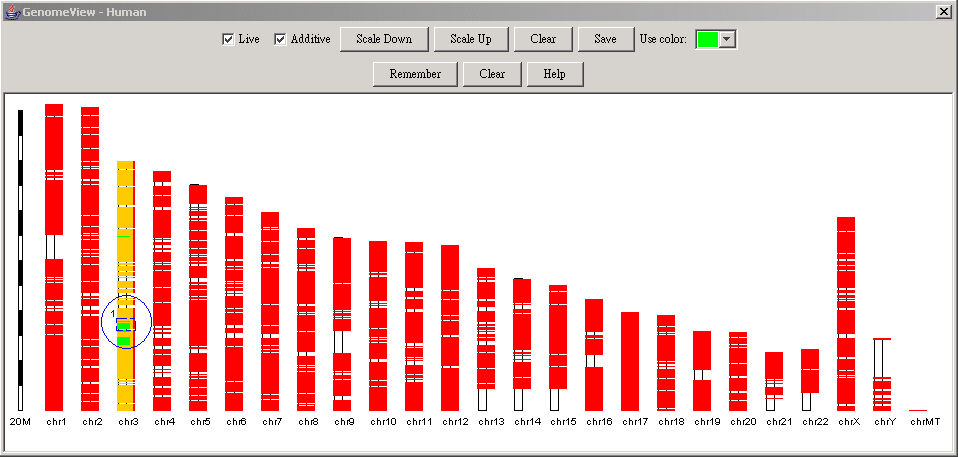 GenomeView - Human
Live Additive Scale Down Scale Up Clear Save Use color:
Remember Clear Help
1
20M chr1 chr2 chr3 chr4 chr5 chr6 chr7 chr8 chr9 chr10 chr11 chr12 chr13 chr14 chr15 chr16 chr17 chr18 chr19 chr20 chr21 chr22 chrX chrY chrMT